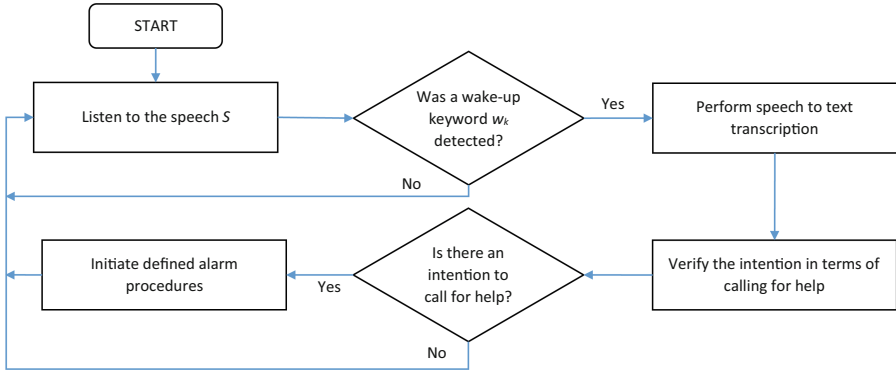 START
Listen to the speech S
Was a wake-up
keyword wk
detected?
Yes
Perform speech to text
transcription
No
Initiate defined alarm
procedures
Yes
Is there an
intention to
call for help?
Verify the intention in terms of
calling for help
No